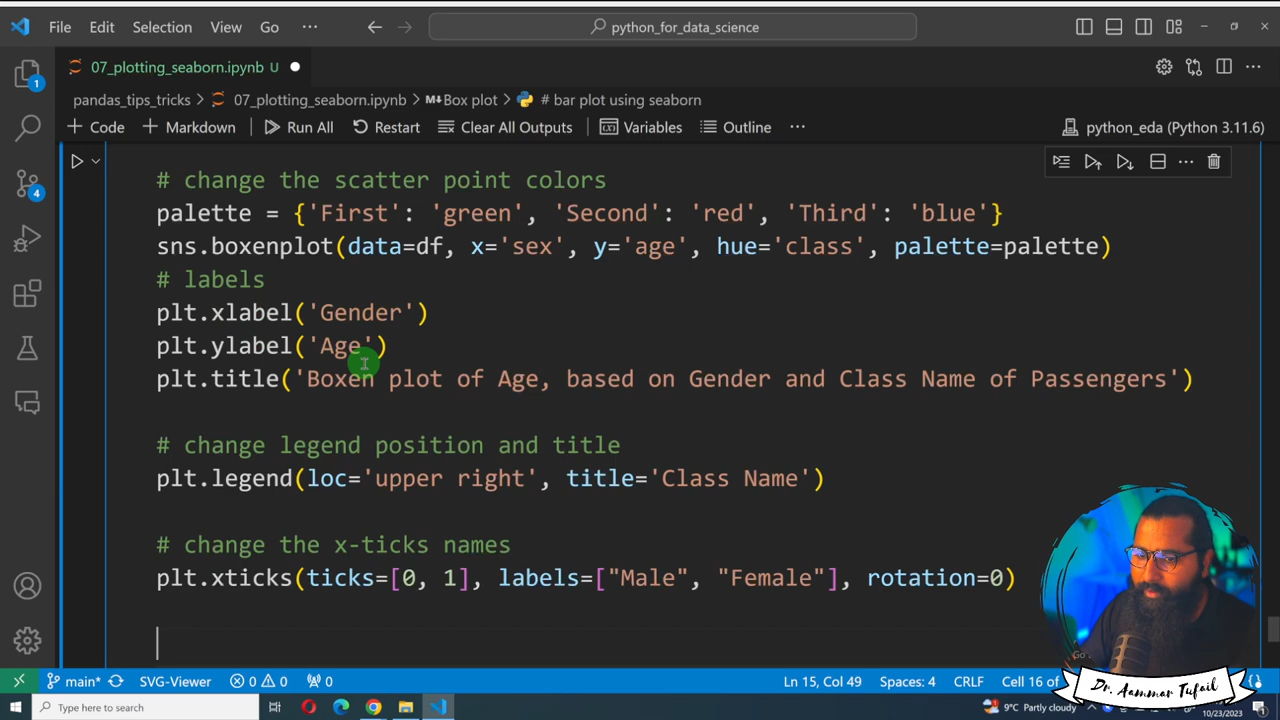 File Edit Selection View Go ··· python_for_data_science
07_plotting_seaborn.ipynb U
pandas_tips_tricks > 07_plotting_seaborn.ipynb > Box plot > # bar plot using seaborn
+ Code + Markdown Run All Restart Clear All Outputs Variables Outline ··· python_eda (Python 3.11.6)
# change the scatter point colors
palette = {'First': 'green', 'Second': 'red', 'Third': 'blue'}
sns.boxenplot(data=df, x='sex', y='age', hue='class', palette=palette)
# labels
plt.xlabel('Gender')
plt.ylabel('Age')
plt.title('Boxen plot of Age, based on Gender and Class Name of Passengers')
# change legend position and title
plt.legend(loc='upper right', title='Class Name')
# change the x-ticks names
plt.xticks(ticks=[0, 1], labels=["Male", "Female"], rotation=0)
1
4
main* SVG-Viewer 0 0 0 Ln 15, Col 49 Spaces: 4 CRLF Cell 16 of
Dr. Aammar Tufail
Type here to search 9°C Partly cloudy 10/23/2023